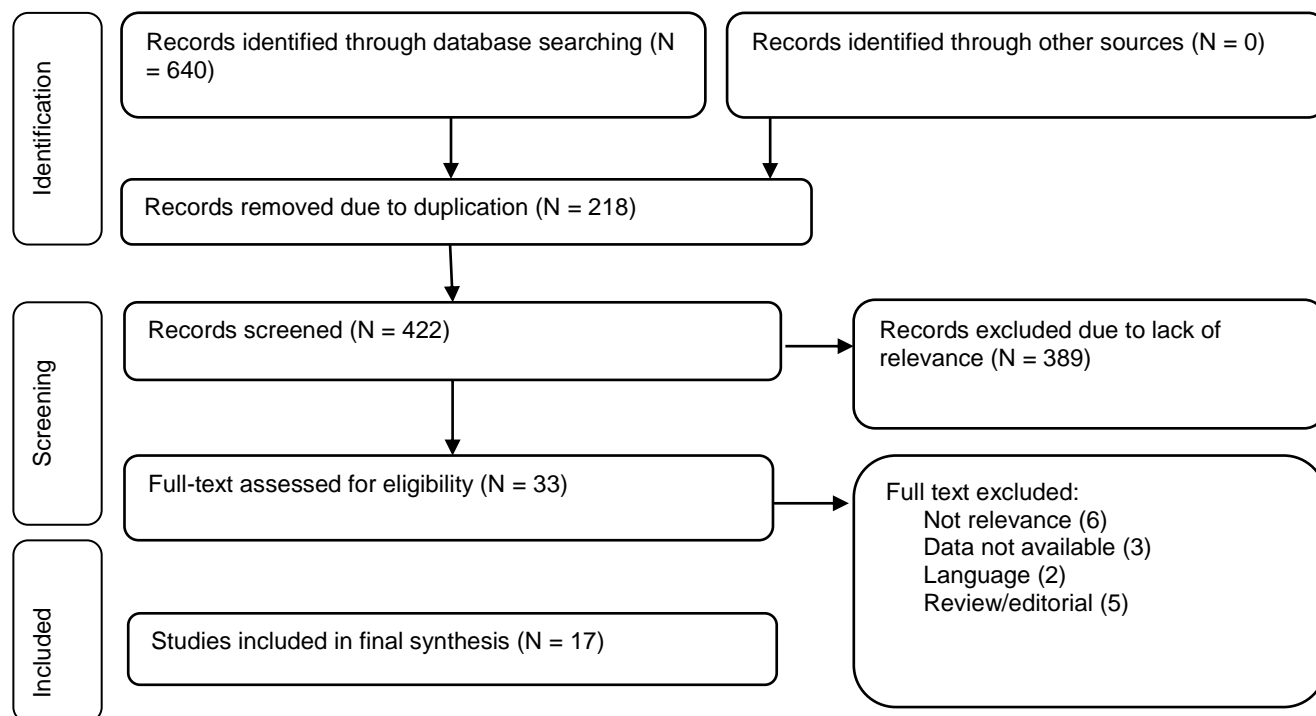 Identification
Records identified through database searching (N
= 640)
Records identified through other sources (N = 0)
Records removed due to duplication (N = 218)
Screening
Records screened (N = 422)
Records excluded due to lack of
relevance (N = 389)
Full-text assessed for eligibility (N = 33)
Full text excluded:
Not relevance (6)
Data not available (3)
Language (2)
Review/editorial (5)
Included
Studies included in final synthesis (N = 17)